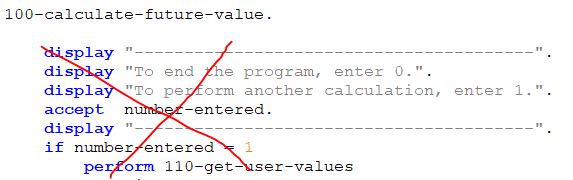 100-calculate-future-value.
display "----------------------------------------".
display "To end the program, enter 0.".
display "To perform another calculation, enter 1.".
accept number-entered.
display "----------------------------------------".
if number-entered = 1
perform 110-get-user-values